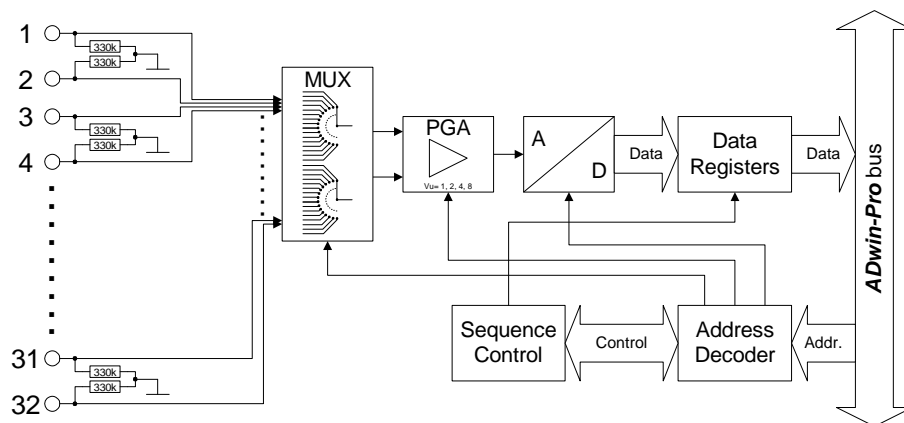 1
330k
330k
2
3
330k
330k
4
31
330k
330k
32
MUX
PGA
Vu= 1, 2, 4, 8
A
D
Data
Data
Registers
Data
Sequence
Control
Control
Address
Decoder
Addr.
ADwin-Pro bus